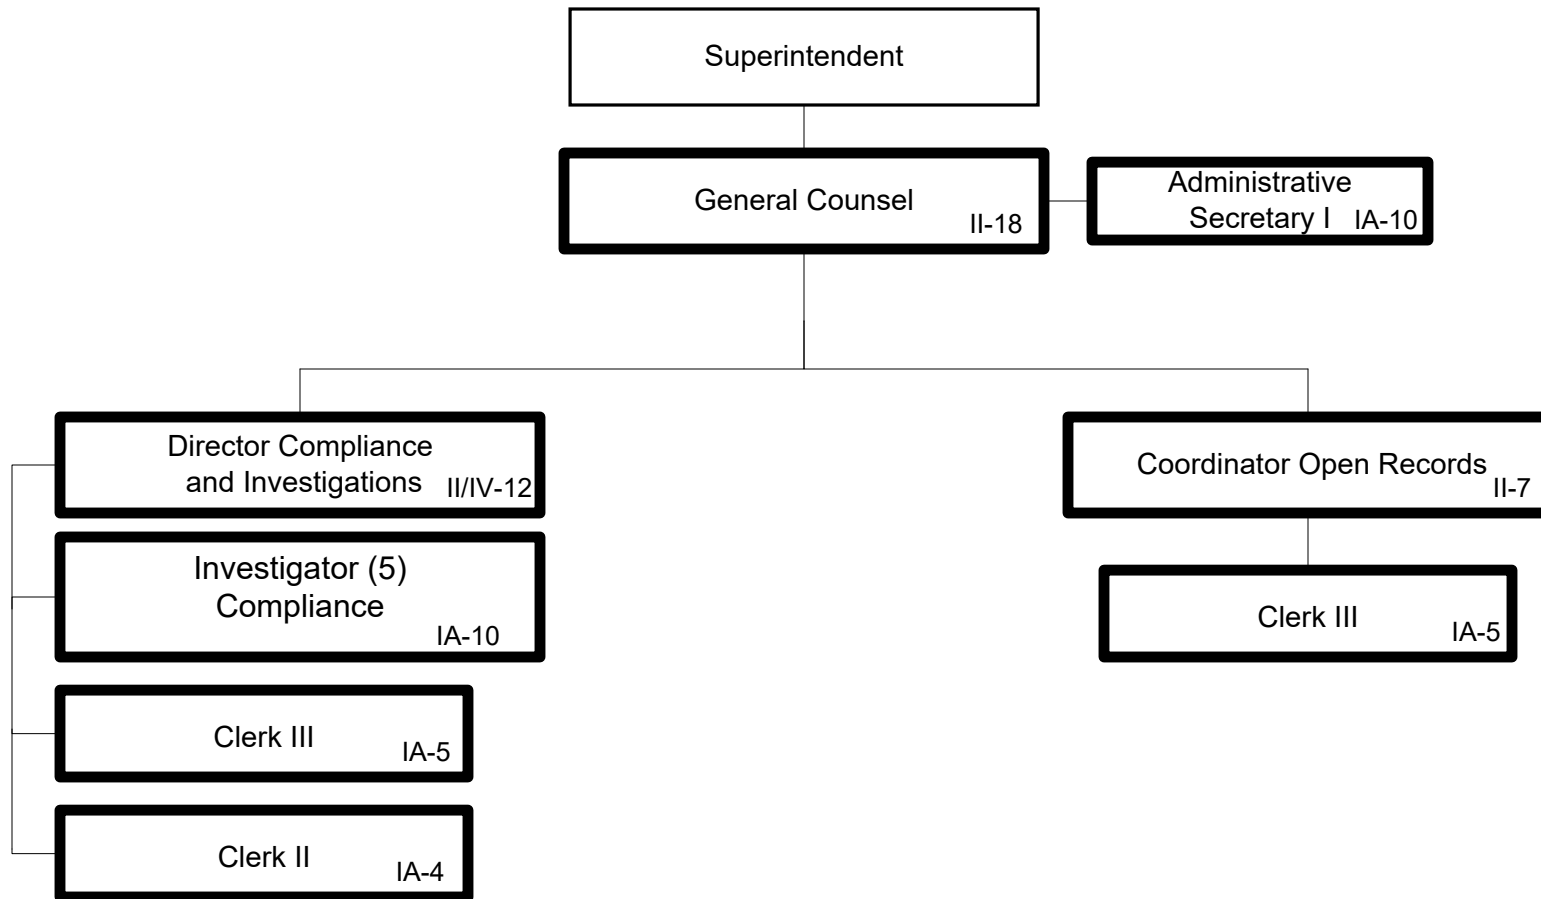 Superintendent
General Counsel
II-18
Administrative
Secretary I IA-10
Director Compliance
and Investigations II/IV-12
Coordinator Open Records
II-7
Investigator (5)
Compliance
IA-10
Clerk III
IA-5
Clerk III
IA-5
Clerk II
IA-4